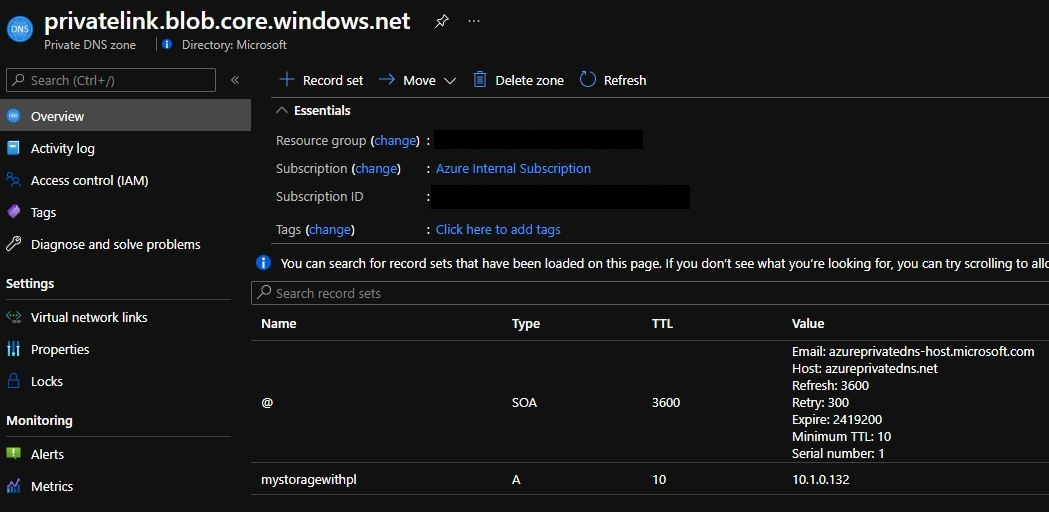 privatelink.blob.core.windows.net
Private DNS zone | Directory: Microsoft
Search (Ctrl+/)
Overview
Activity log
Access control (IAM)
Tags
Diagnose and solve problems
Settings
Virtual network links
Properties
Locks
Monitoring
Alerts
Metrics
Record set Move Delete zone Refresh
Essentials
Resource group (change) :
Subscription (change) : Azure Internal Subscription
Subscription ID :
Tags (change) : Click here to add tags
You can search for record sets that have been loaded on this page. If you don't see what you're looking for, you can try scrolling to allo
Search record sets
Name Type TTL Value
@ SOA 3600
Email: azureprivatedns-host.microsoft.com
Host: azureprivatedns.net
Refresh: 3600
Retry: 300
Expire: 2419200
Minimum TTL: 10
Serial number: 1
mystoragewithpl A 10 10.1.0.132